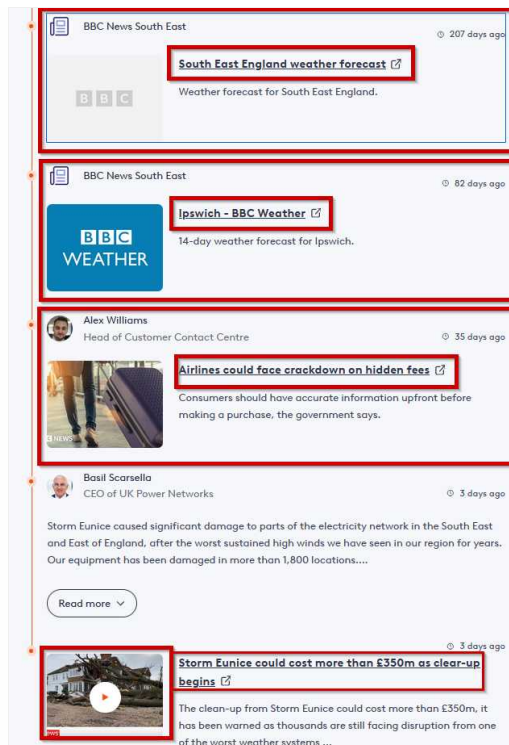 BBC News South East
207 days ago
South East England weather forecast
BBC
Weather forecast for South East England.
BBC News South East
82 days ago
Ipswich - BBC Weather
BBC
WEATHER
14-day weather forecast for Ipswich.
Alex Williams
Head of Customer Contact Centre
35 days ago
Airlines could face crackdown on hidden fees
Consumers should have accurate information upfront before
making a purchase, the government says.
NEWS
Basil Scarsella
CEO of UK Power Networks
3 days ago
Storm Eunice caused significant damage to parts of the electricity network in the South East
and East of England, after the worst sustained high winds we have seen in our region for years.
Our equipment has been damaged in more than 1,800 locations....
Read more
3 days ago
Storm Eunice could cost more than £350m as clear-up
begins
The clean-up from Storm Eunice could cost more than £350m, it
has been warned as thousands are still facing disruption from one
of the worst weather systems ...